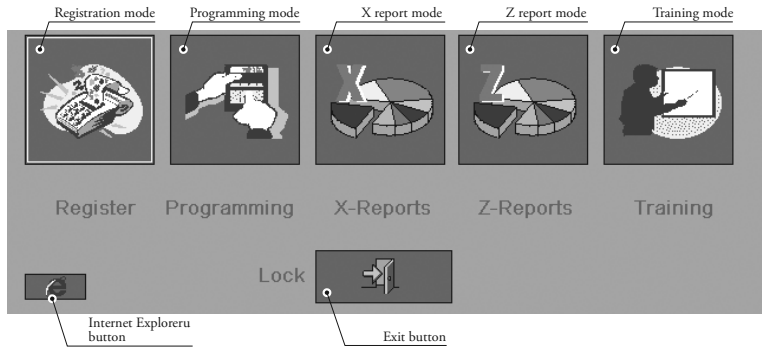 Registration mode
Programming mode
X report mode
Z report mode
Training mode
X
Z
Register
Programming
X-Reports
Z-Reports
Training
Lock
Internet Exploreru
button
Exit button